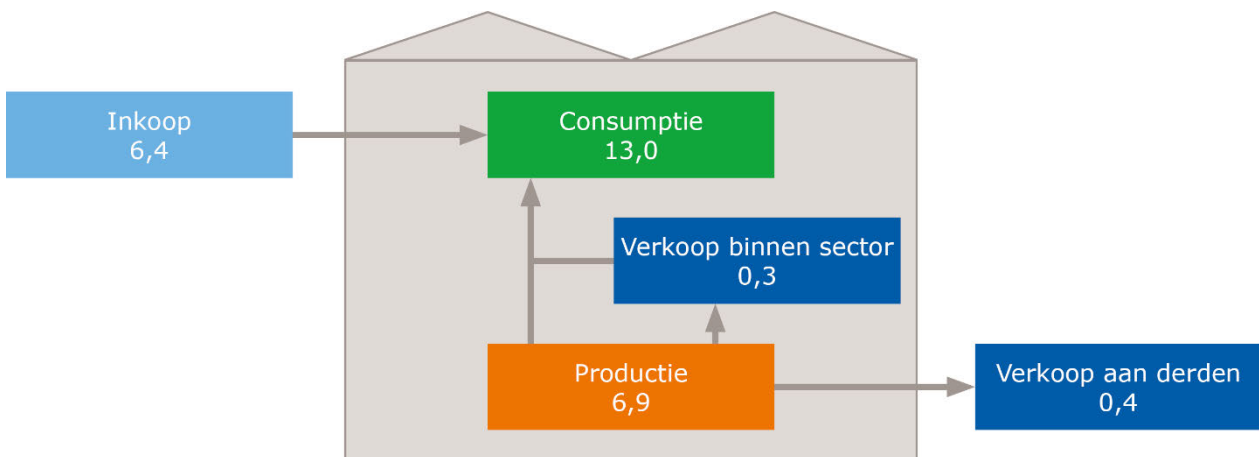 Inkoop
6,4
Consumptie
13,0
Verkoop binnen sector
0,3
Productie
6,9
Verkoop aan derden
0,4